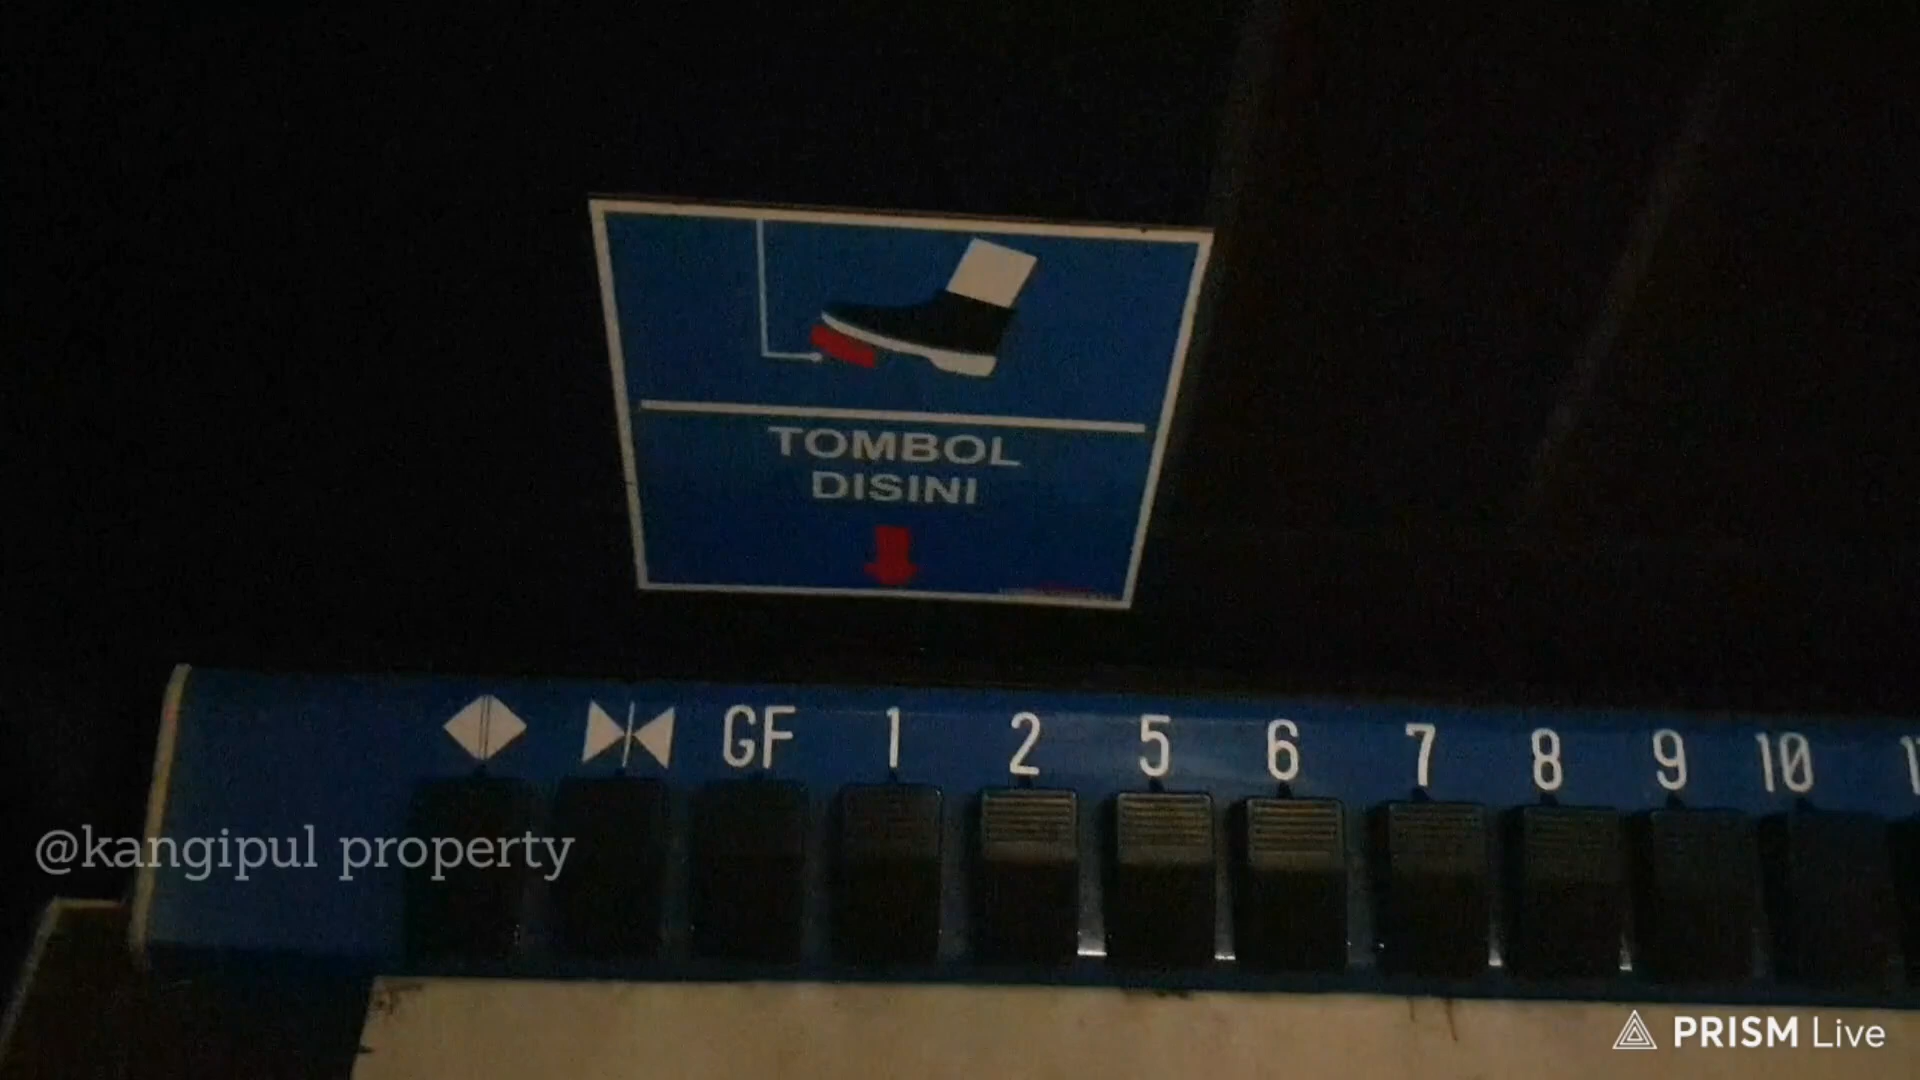 TOMBOL
DISINI
GF 1 2 5 6 7 8 9 10
@kangipul property
PRISM Live